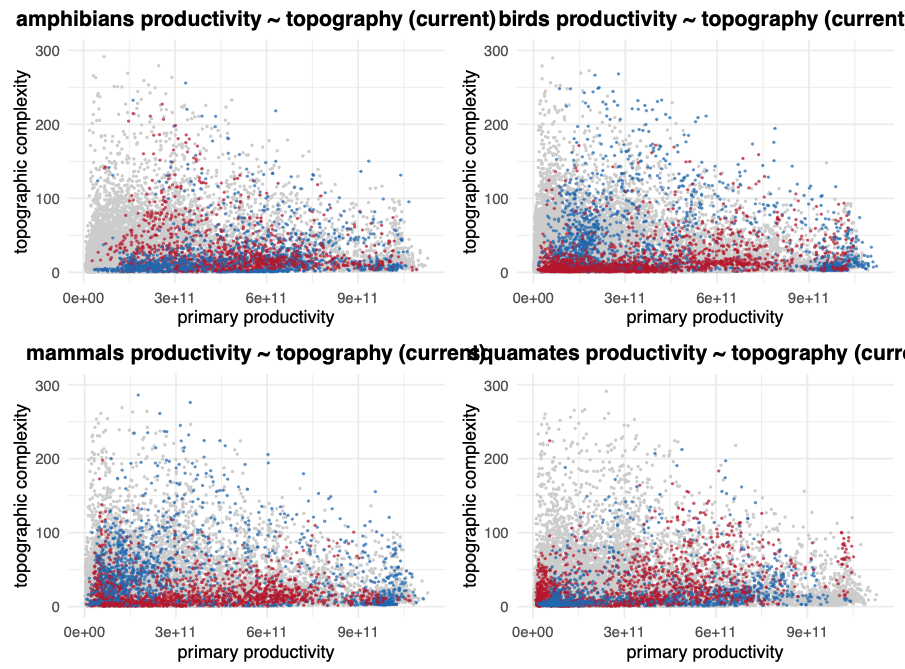 amphibians productivity ~ topography (current)
birds productivity ~ topography (current)
300
200
100
0
topographic complexity
0e+00 3e+11 6e+11 9e+11
primary productivity
300
200
100
0
topographic complexity
0e+00 3e+11 6e+11 9e+11
primary productivity
mammals productivity ~ topography (current)
squamates productivity ~ topography (curre
300
200
100
0
topographic complexity
0e+00 3e+11 6e+11 9e+11
primary productivity
300
200
100
0
topographic complexity
0e+00 3e+11 6e+11 9e+11
primary productivity